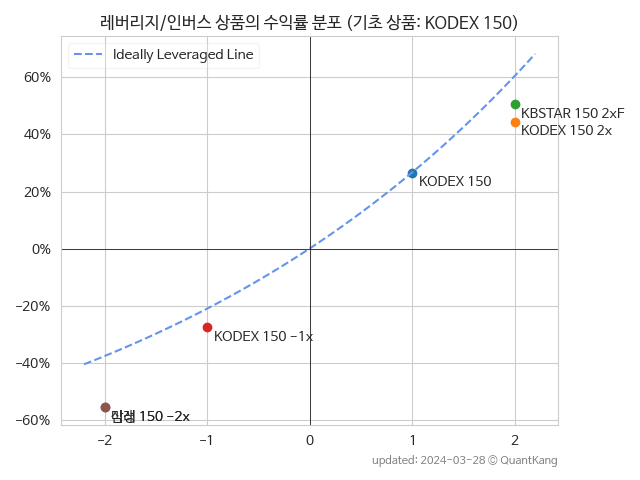 레버리지/인버스 상품의 수익률 분포 (기초 상품: KODEX 150)
Ideally Leveraged Line
60%
40%
20%
0%
−20%
−40%
−60%
KBSTAR 150 2xF
KODEX 150 2x
KODEX 150
KODEX 150 −1x
150 −2x
−2
−1
0
1
2
updated: 2024-03-28 © QuantKang